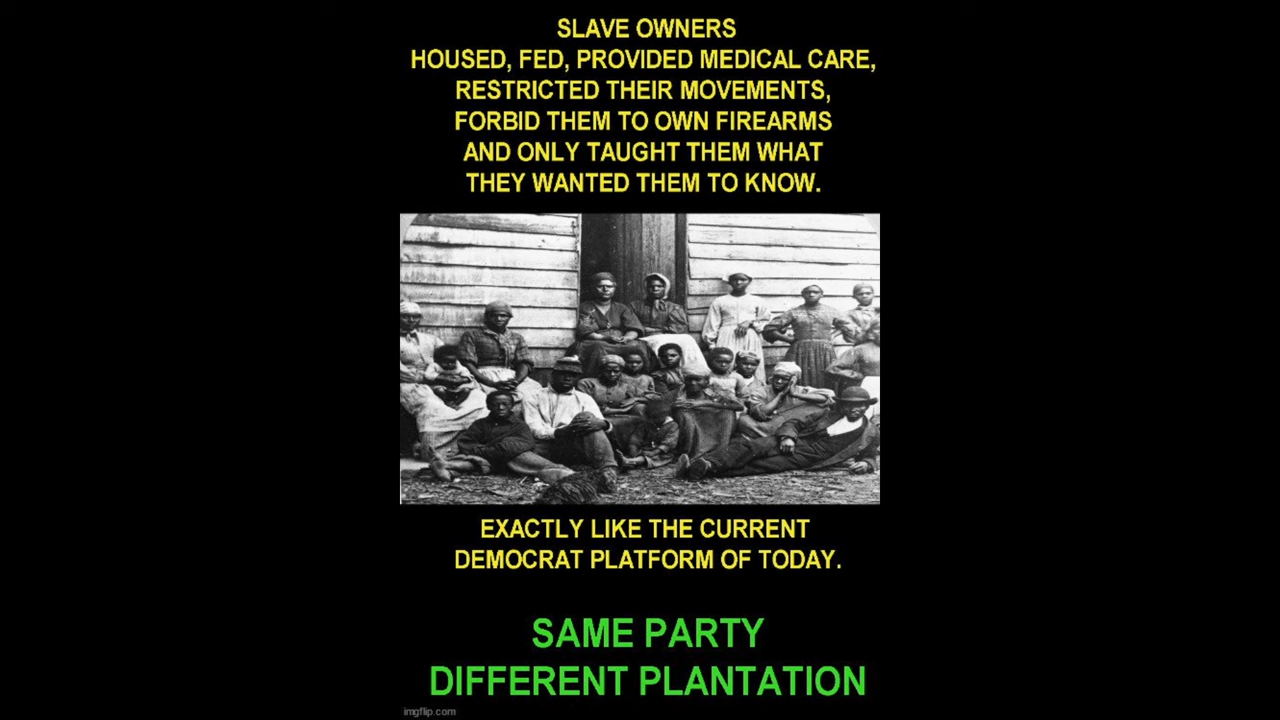 SLAVE OWNERS
HOUSED, FED, PROVIDED MEDICAL CARE,
RESTRICTED THEIR MOVEMENTS,
FORBID THEM TO OWN FIREARMS
AND ONLY TAUGHT THEM WHAT
THEY WANTED THEM TO KNOW.
EXACTLY LIKE THE CURRENT
DEMOCRAT PLATFORM OF TODAY.
SAME PARTY
DIFFERENT PLANTATION
imgflip.com